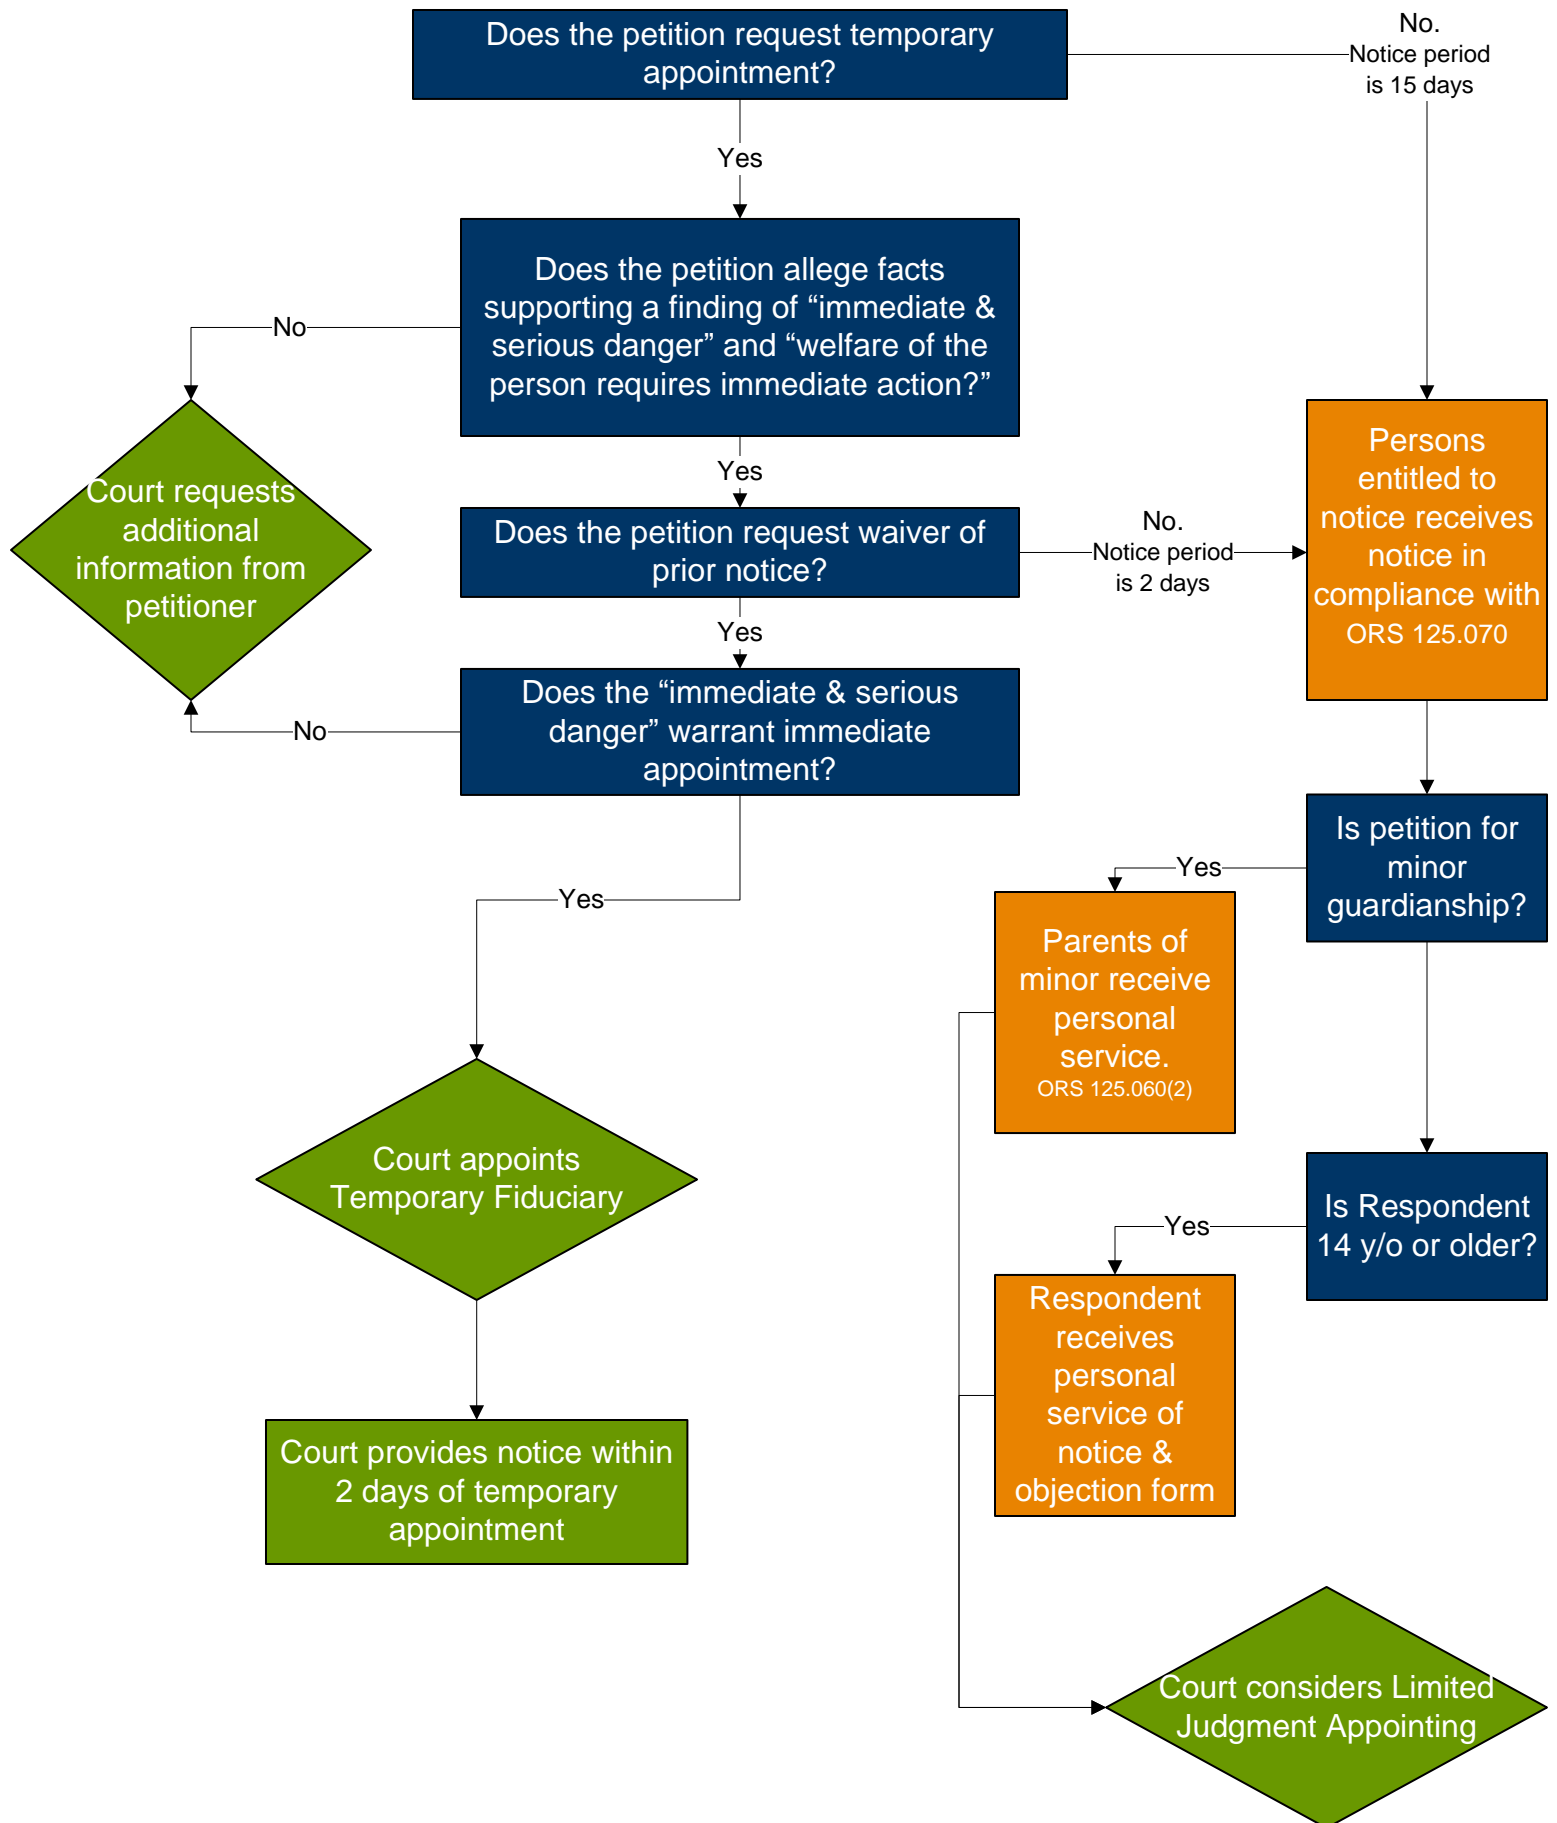 Does the petition request temporary
appointment?
No.
Notice period
is 15 days
Yes
Does the petition allege facts
supporting a finding of “immediate &
serious danger” and “welfare of the
person requires immediate action?”
No
Court requests
additional
information from
petitioner
Yes
Does the petition request waiver of
prior notice?
No.
Notice period
is 2 days
Persons
entitled to
notice receives
notice in
compliance with
ORS 125.070
Yes
Does the “immediate & serious
danger” warrant immediate
appointment?
No
Yes
Is petition for
minor
guardianship?
Yes
Parents of
minor receive
personal
service.
ORS 125.060(2)
Court appoints
Temporary Fiduciary
Is Respondent
14 y/o or older?
Yes
Respondent
receives
personal
service of
notice &
objection form
Court provides notice within
2 days of temporary
appointment
Court considers Limited
Judgment Appointing